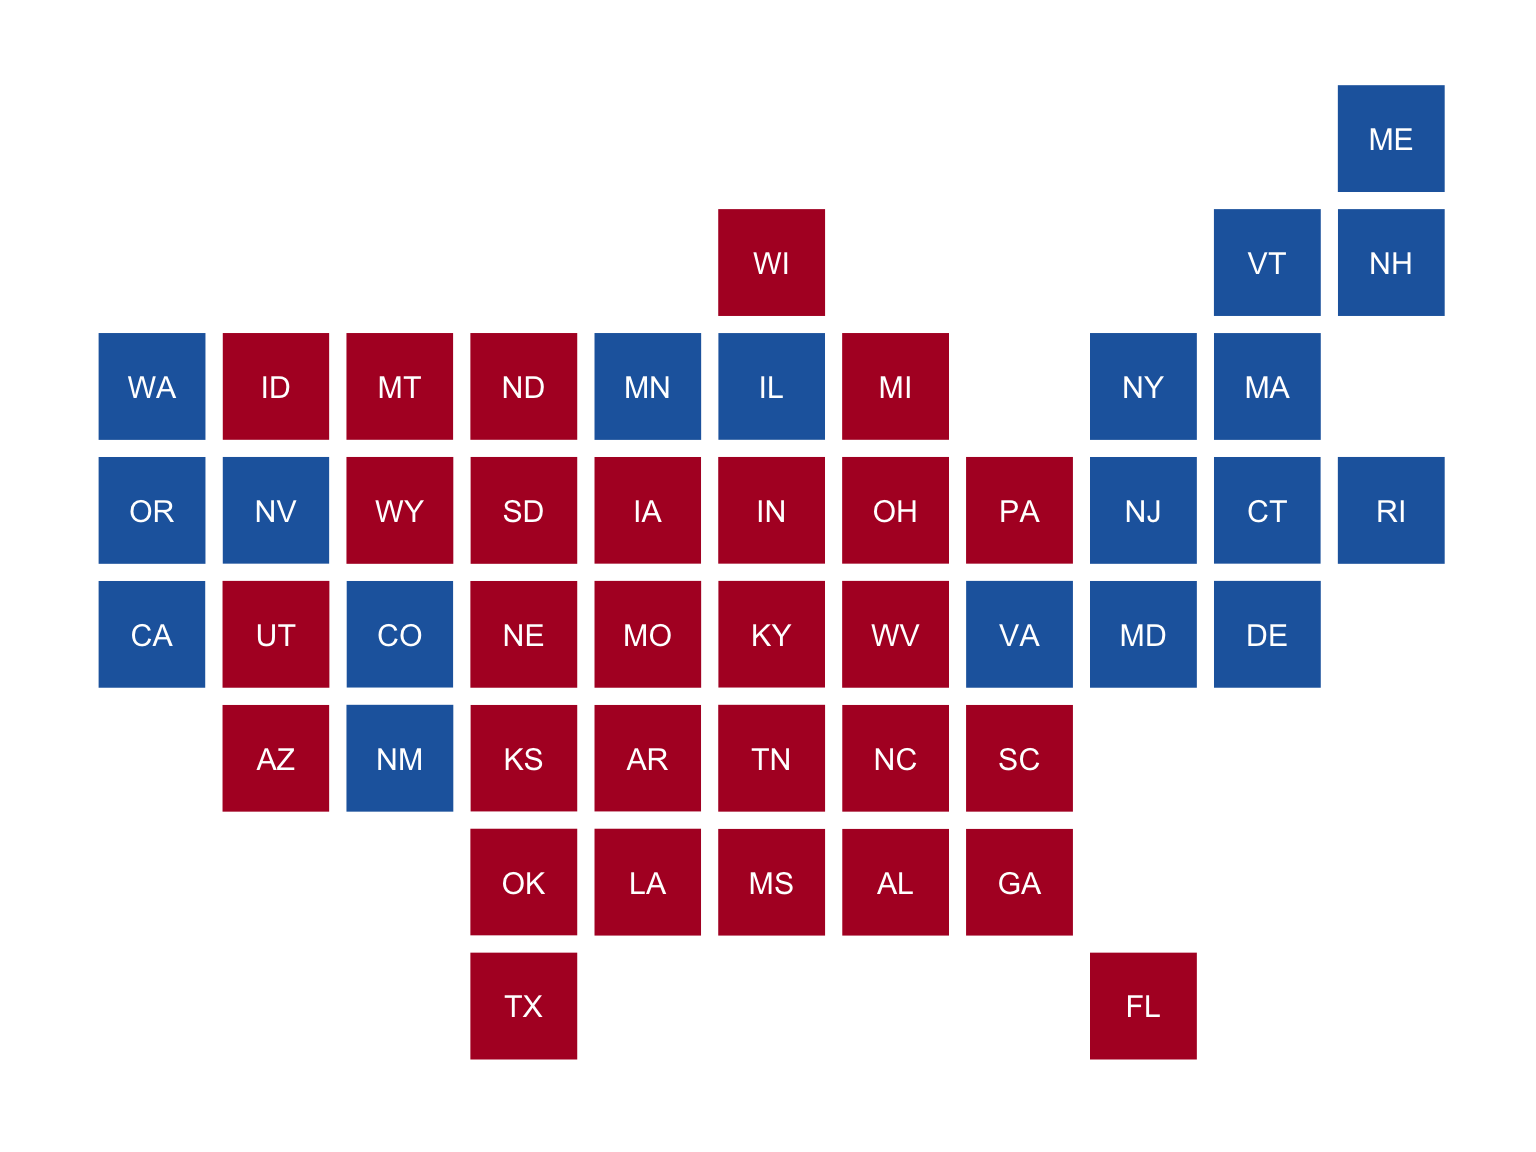 ME
WI VT NH
WA ID MT ND MN IL MI NY MA
OR NV WY SD IA IN OH PA NJ CT RI
CA UT CO NE MO KY WV VA MD DE
AZ NM KS AR TN NC SC
OK LA MS AL GA
TX FL